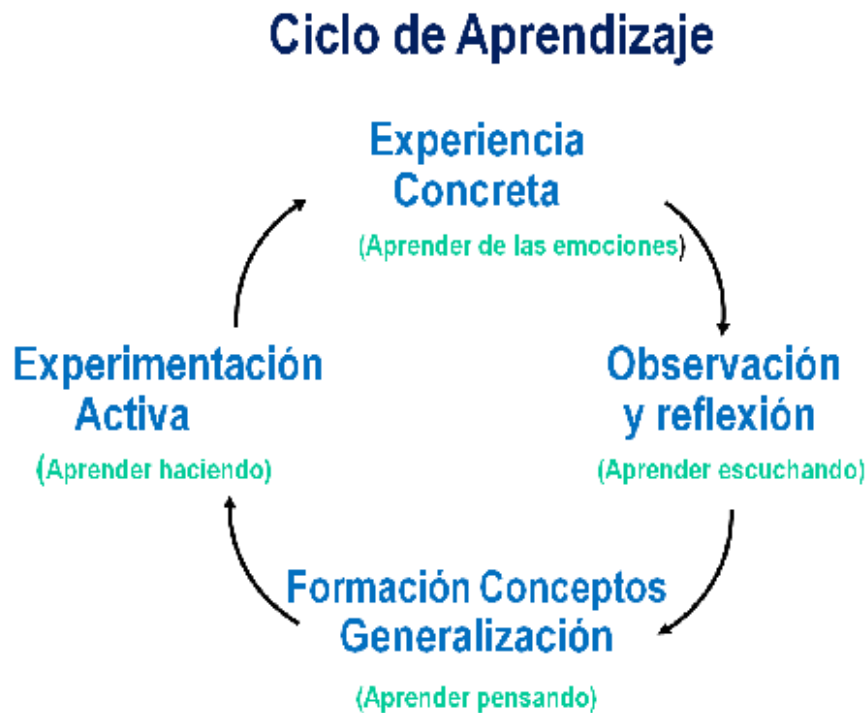 Ciclo de Aprendizaje
Experiencia
Concreta
(Aprender de las emociones)
Experimentación
Activa
(Aprender haciendo)
Observación
y reflexión
(Aprender escuchando)
Formación Conceptos
Generalización
(Aprender pensando)